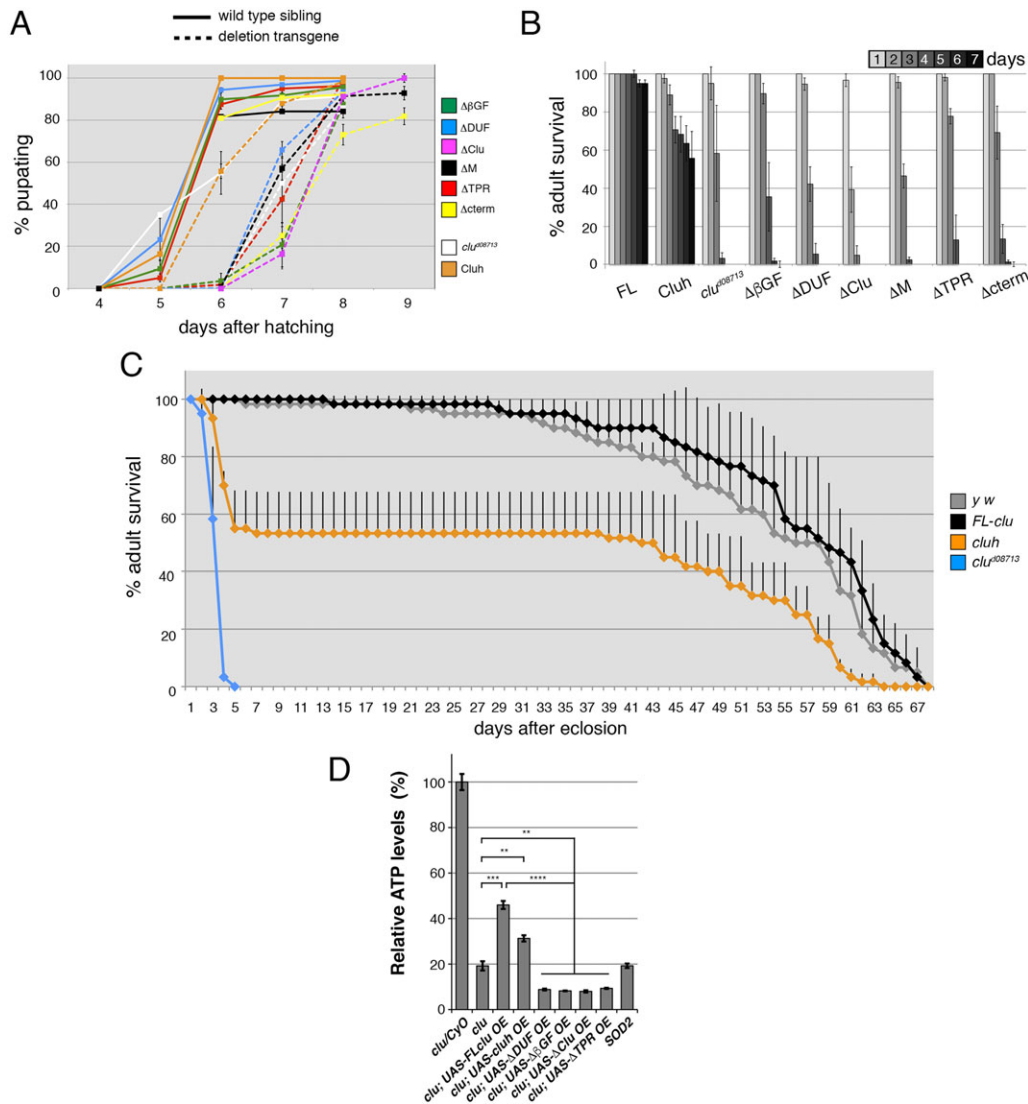 A
wild type sibling
deletion transgene
% pupating
100
80
60
40
20
0
4 5 6 7 8 9
days after hatching
ΔβGF
ΔDUF
ΔClu
ΔM
ΔTPR
Δcterm
clu^d08713
Cluh
B
1 2 3 4 5 6 7 days
% adult survival
100
80
60
40
20
0
FL Cluh clu^d08713 ΔβGF ΔDUF ΔClu ΔM ΔTPR Δcterm
C
% adult survival
100
80
60
40
20
0
1 3 5 7 9 11 13 15 17 19 21 23 25 27 29 31 33 35 37 39 41 43 45 47 49 51 53 55 57 59 61 63 65 67
days after eclosion
y w
FL-clu
cluh
clu^d08713
D
Relative ATP levels (%)
100
80
60
40
20
0
**
**
*** ****
clu/CyO
clu
clu; UAS-FLclu OE
clu; UAS-cluh OE
clu; UAS-ΔDUF OE
clu; UAS-ΔβGF OE
clu; UAS-ΔClu OE
clu; UAS-ΔTPR OE
SOD2